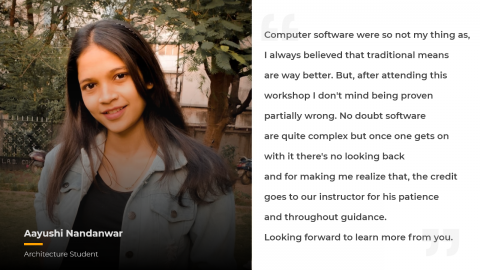 Computer software were so not my thing as,
I always believed that traditional means
are way better. But, after attending this
workshop I don't mind being proven
partially wrong. No doubt software
are quite complex but once one gets on
with it there's no looking back
and for making me realize that, the credit
goes to our instructor for his patience
and throughout guidance.
Looking forward to learn more from you.
Aayushi Nandanwar
Architecture Student